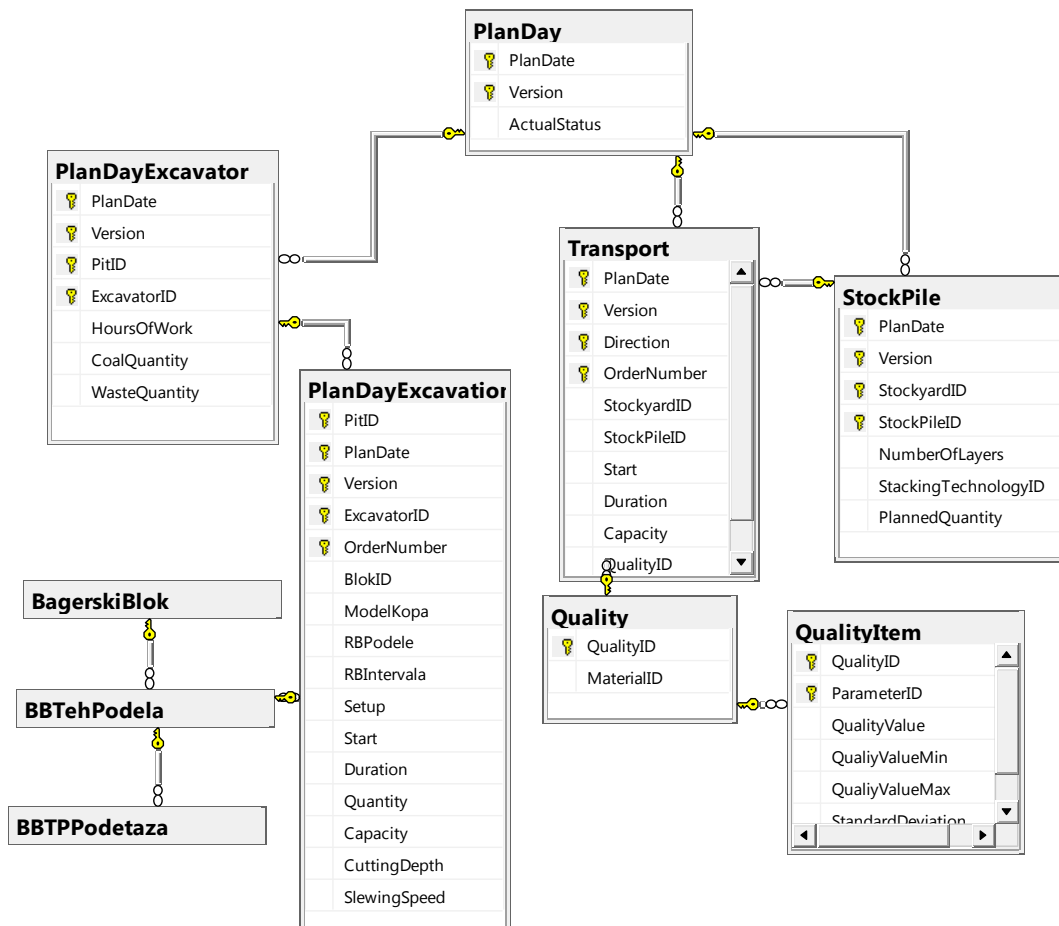 PlanDay
PlanDate
Version
ActualStatus
PlanDayExcavator
PlanDate
Version
PitID
ExcavatorID
HoursOfWork
CoalQuantity
WasteQuantity
Transport
PlanDate
Version
Direction
OrderNumber
StockyardID
StockPileID
Start
Duration
Capacity
QualityID
StockPile
PlanDate
Version
StockyardID
StockPileID
NumberOfLayers
StackingTechnologyID
PlannedQuantity
PlanDayExcavation
PitID
PlanDate
Version
ExcavatorID
OrderNumber
BlokID
ModelKopa
RBPodele
RBIntervala
Setup
Start
Duration
Quantity
Capacity
CuttingDepth
SlewingSpeed
BagerskiBlok
BBTehPodela
BBTPPodetaza
Quality
QualityID
MaterialID
QualityItem
QualityID
ParameterID
QualityValue
QualiyValueMin
QualiyValueMax
StandardDeviation